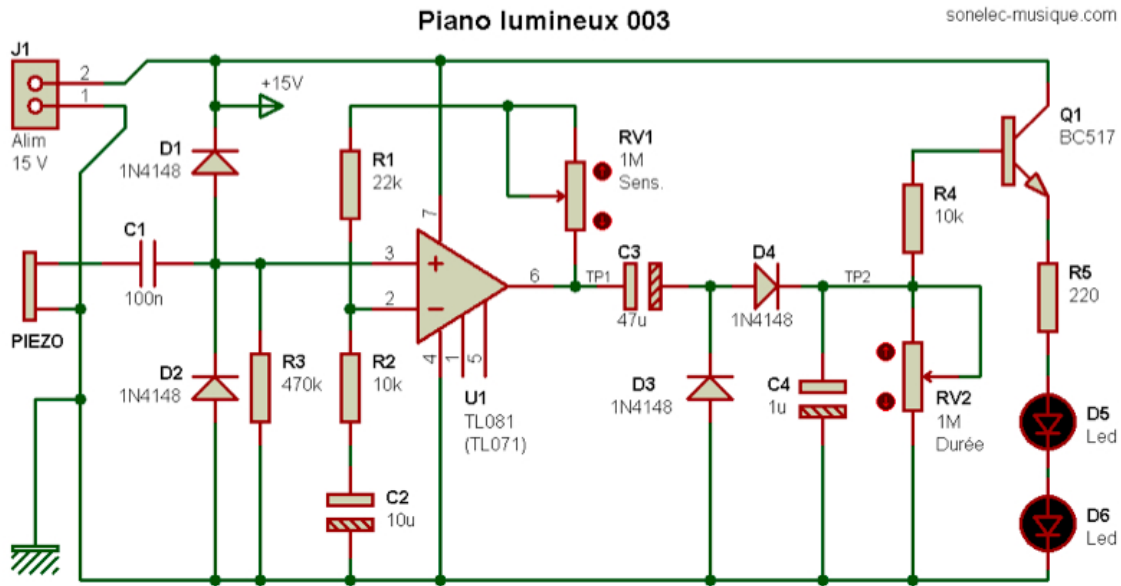 Piano lumineux 003
sonelec-musique.com
J1
2
1
Alim
15 V
+15V
D1
1N4148
R1
22k
RV1
1M
Sens.
Q1
BC517
R4
10k
C1
100n
7
3
+
2
−
6
TP1
C3
47u
D4
1N4148
TP2
R5
220
PIEZO
D2
1N4148
R3
470k
R2
10k
4
1
5
U1
TL081
(TL071)
D3
1N4148
C4
1u
RV2
1M
Durée
D5
Led
C2
10u
D6
Led